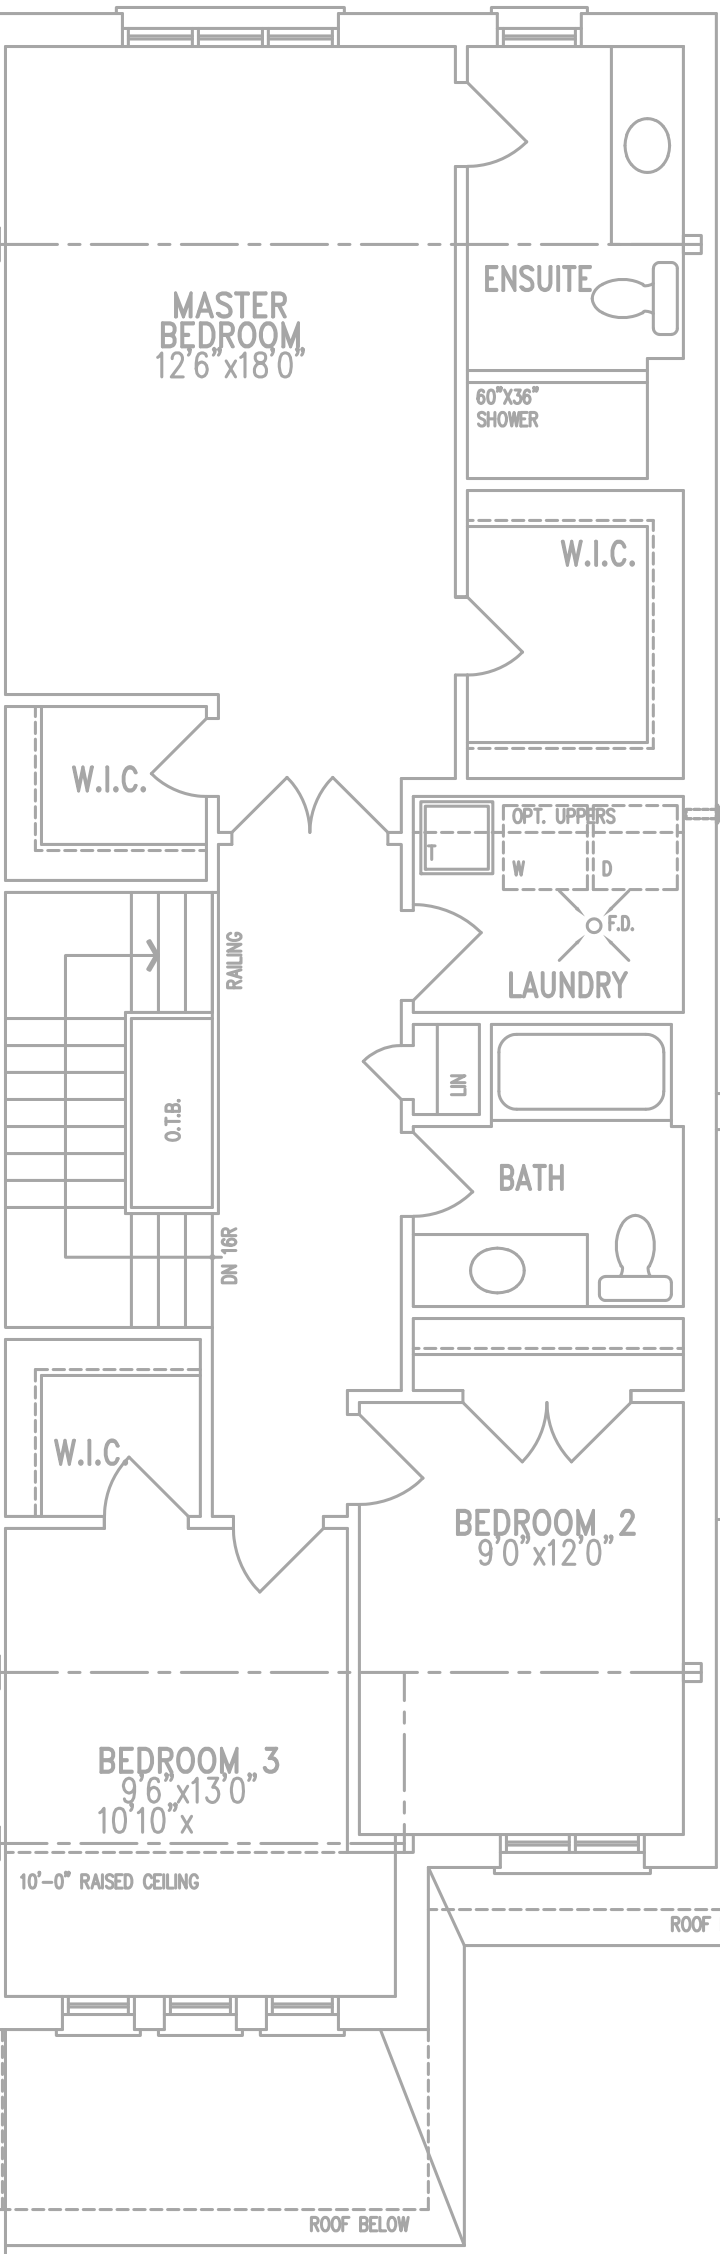 ENSUITE
MASTER
BEDROOM
12'6"x18'0"
60"X36"
SHOWER
W.I.C.
W.I.C.
OPT. UPPERS
T
W
D
F.D.
RAILING
LAUNDRY
LIN
O.T.B.
BATH
DN 16R
W.I.C.
BEDROOM 2
9'0"x12'0"
BEDROOM 3
9'6"x13'0"
10'10"x
10'-0" RAISED CEILING
ROOF
ROOF BELOW